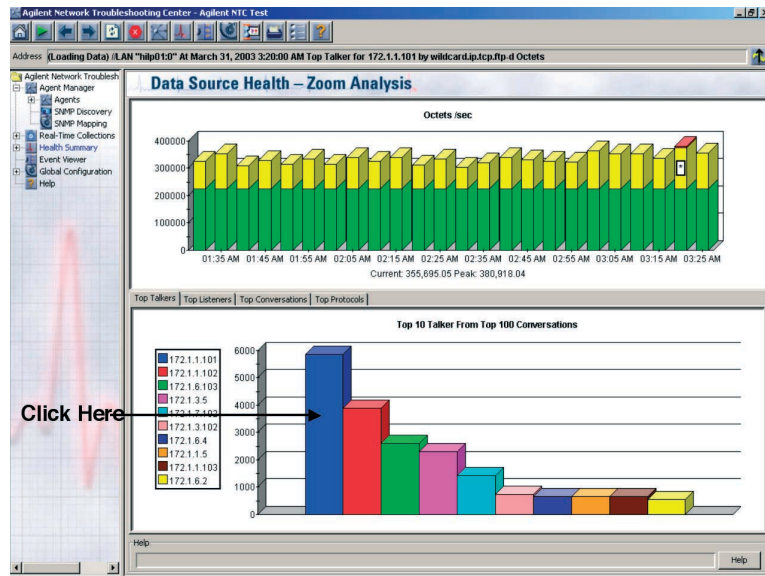 Agilent Network Troubleshooting Center - Agilent NTC Test
Address (Loading Data) //LAN "hilp01:0" At March 31, 2003 3:20:00 AM Top Talker for 172.1.1.101 by wildcard.ip.tcp.ftp-d Octets
Agilent Network Troublesh
Agent Manager
Agents
SNMP Discovery
SNMP Mapping
Real-Time Collections
Health Summary
Event Viewer
Global Configuration
Help
Data Source Health – Zoom Analysis
Octets /sec
400000
300000
200000
100000
0
*
01:35 AM 01:45 AM 01:55 AM 02:05 AM 02:15 AM 02:25 AM 02:35 AM 02:45 AM 02:55 AM 03:05 AM 03:15 AM 03:25 AM
Current: 355,695.05 Peak: 380,918.04
Top Talkers Top Listeners Top Conversations Top Protocols
Top 10 Talker From Top 100 Conversations
172.1.1.101
172.1.1.102
172.1.6.103
172.1.3.5
172.1.3.102
172.1.6.4
172.1.1.5
172.1.1.103
172.1.6.2
6000
5000
4000
3000
2000
1000
0
Click Here
Help
Help